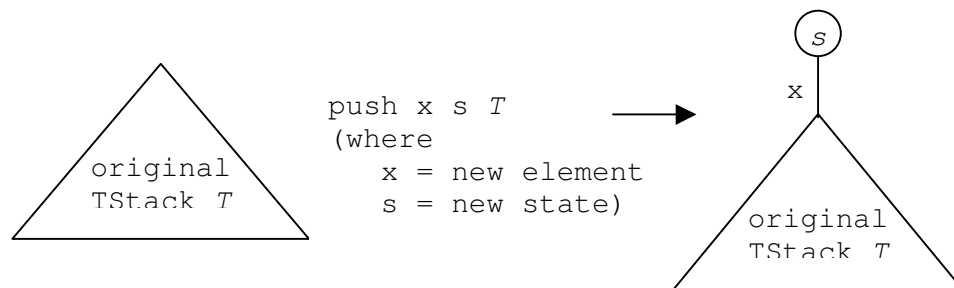 original
TStack T
push x s T
(where
x = new element
s = new state)
s
x
original
TStack T